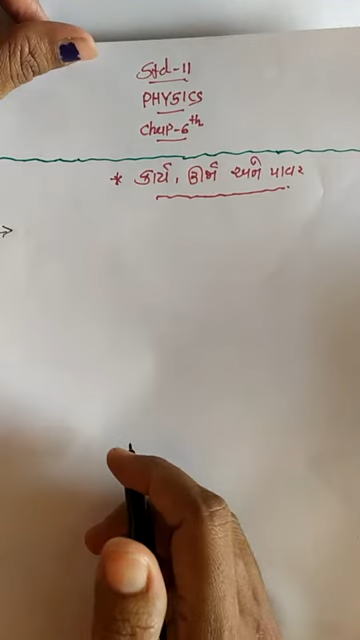 Std-11
PHYSICS
Chap-6th
* કાર્ય, ઊર્જા અને પાવર
→